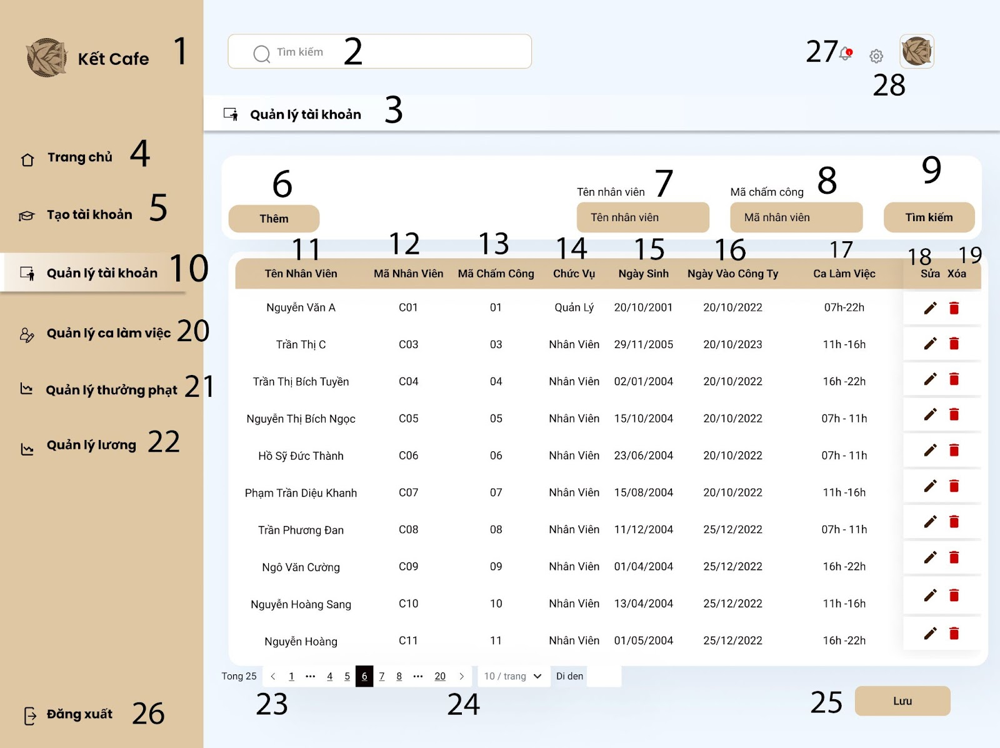 Kết Cafe 1
Tìm kiếm 2
27 1
28
Quản lý tài khoản 3
Trang chủ 4
Tạo tài khoản 5
Quản lý tài khoản 10
Quản lý ca làm việc 20
Quản lý thưởng phạt 21
Quản lý lương 22
Đăng xuất 26
6
Thêm
Tên nhân viên 7
Tên nhân viên
Mã chấm công 8
Mã nhân viên
9
Tìm kiếm
11 12 13 14 15 16 17 18 19
Tên Nhân Viên Mã Nhân Viên Mã Chấm Công Chức Vụ Ngày Sinh Ngày Vào Công Ty Ca Làm Việc Sửa Xóa
Nguyễn Văn A C01 01 Quản Lý 20/10/2001 20/10/2022 07h-22h
Trần Thị C C03 03 Nhân Viên 29/11/2005 20/10/2023 11h -16h
Trần Thị Bích Tuyền C04 04 Nhân Viên 02/01/2004 20/10/2022 16h -22h
Nguyễn Thị Bích Ngọc C05 05 Nhân Viên 15/10/2004 20/10/2022 07h - 11h
Hồ Sỹ Đức Thành C06 06 Nhân Viên 23/06/2004 20/10/2022 07h - 11h
Phạm Trần Diệu Khanh C07 07 Nhân Viên 15/08/2004 20/10/2022 11h -16h
Trần Phương Đan C08 08 Nhân Viên 11/12/2004 25/12/2022 07h - 11h
Ngô Văn Cường C09 09 Nhân Viên 01/04/2004 25/12/2022 16h -22h
Nguyễn Hoàng Sang C10 10 Nhân Viên 13/04/2004 25/12/2022 11h -16h
Nguyễn Hoàng C11 11 Nhân Viên 01/05/2004 25/12/2022 16h -22h
Tong 25 < 1 ••• 4 5 6 7 8 ••• 20 > 10 / trang Di den
23 24
25 Lưu